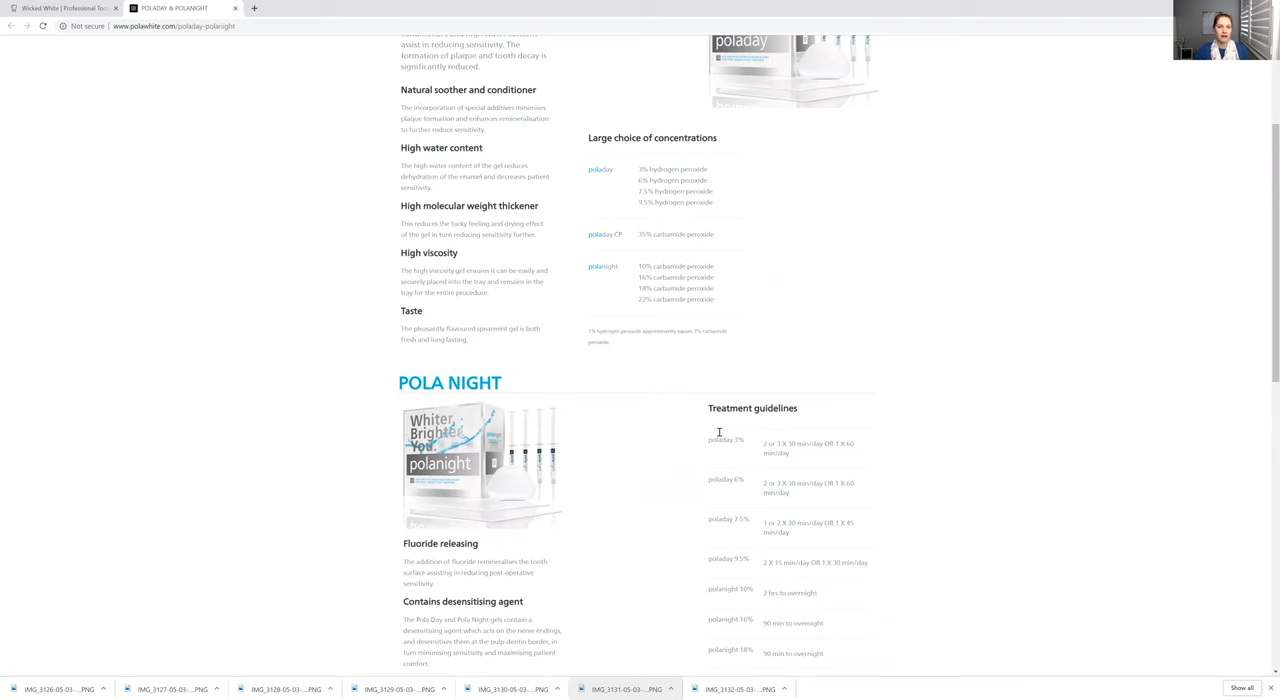 Wicked White | Professional Too
POLADAY & POLANIGHT
Not secure | www.polawhite.com/poladay-polanight
assist in reducing sensitivity. The
formation of plaque and tooth decay is
significantly reduced.
Natural soother and conditioner
The incorporation of special additives minimises
plaque formation and enhances remineralisation
to further reduce sensitivity.
High water content
The high water content of the gel reduces
dehydration of the enamel and decreases patient
sensitivity.
High molecular weight thickener
This reduces the tacky feeling and drying effect
of the gel in turn reducing sensitivity further.
High viscosity
The high viscosity gel ensures it can be easily and
securely placed into the tray and remains in the
tray for the entire procedure.
Taste
The pleasantly flavoured spearmint gel is both
fresh and long lasting.
poladay
Large choice of concentrations
poladay 3% hydrogen peroxide
6% hydrogen peroxide
7.5% hydrogen peroxide
9.5% hydrogen peroxide
poladay CP 35% carbamide peroxide
polanight 10% carbamide peroxide
16% carbamide peroxide
18% carbamide peroxide
22% carbamide peroxide
1% hydrogen peroxide approximately equals 3% carbamide
peroxide.
POLA NIGHT
Whiter,
Brighter
You.
polanight
Fluoride releasing
The addition of fluoride remineralises the tooth
surface assisting in reducing post-operative
sensitivity.
Contains desensitising agent
The Pola Day and Pola Night gels contain a
desensitising agent which acts on the nerve endings,
and desensitises them at the pulp-dentin border, in
turn minimising sensitivity and maximising patient
comfort.
Treatment guidelines
poladay 3% 2 or 3 X 30 min/day OR 1 X 60
min/day
poladay 6% 2 or 3 X 30 min/day OR 1 X 60
min/day
poladay 7.5% 1 or 2 X 30 min/day OR 1 X 45
min/day
poladay 9.5% 2 X 15 min/day OR 1 X 30 min/day
polanight 10% 2 hrs to overnight
polanight 16% 90 min to overnight
polanight 18% 90 min to overnight
IMG_3126-05-03-....PNG
IMG_3127-05-03-....PNG
IMG_3128-05-03-....PNG
IMG_3129-05-03-....PNG
IMG_3130-05-03-....PNG
IMG_3131-05-03-....PNG
IMG_3132-05-03-....PNG
Show all